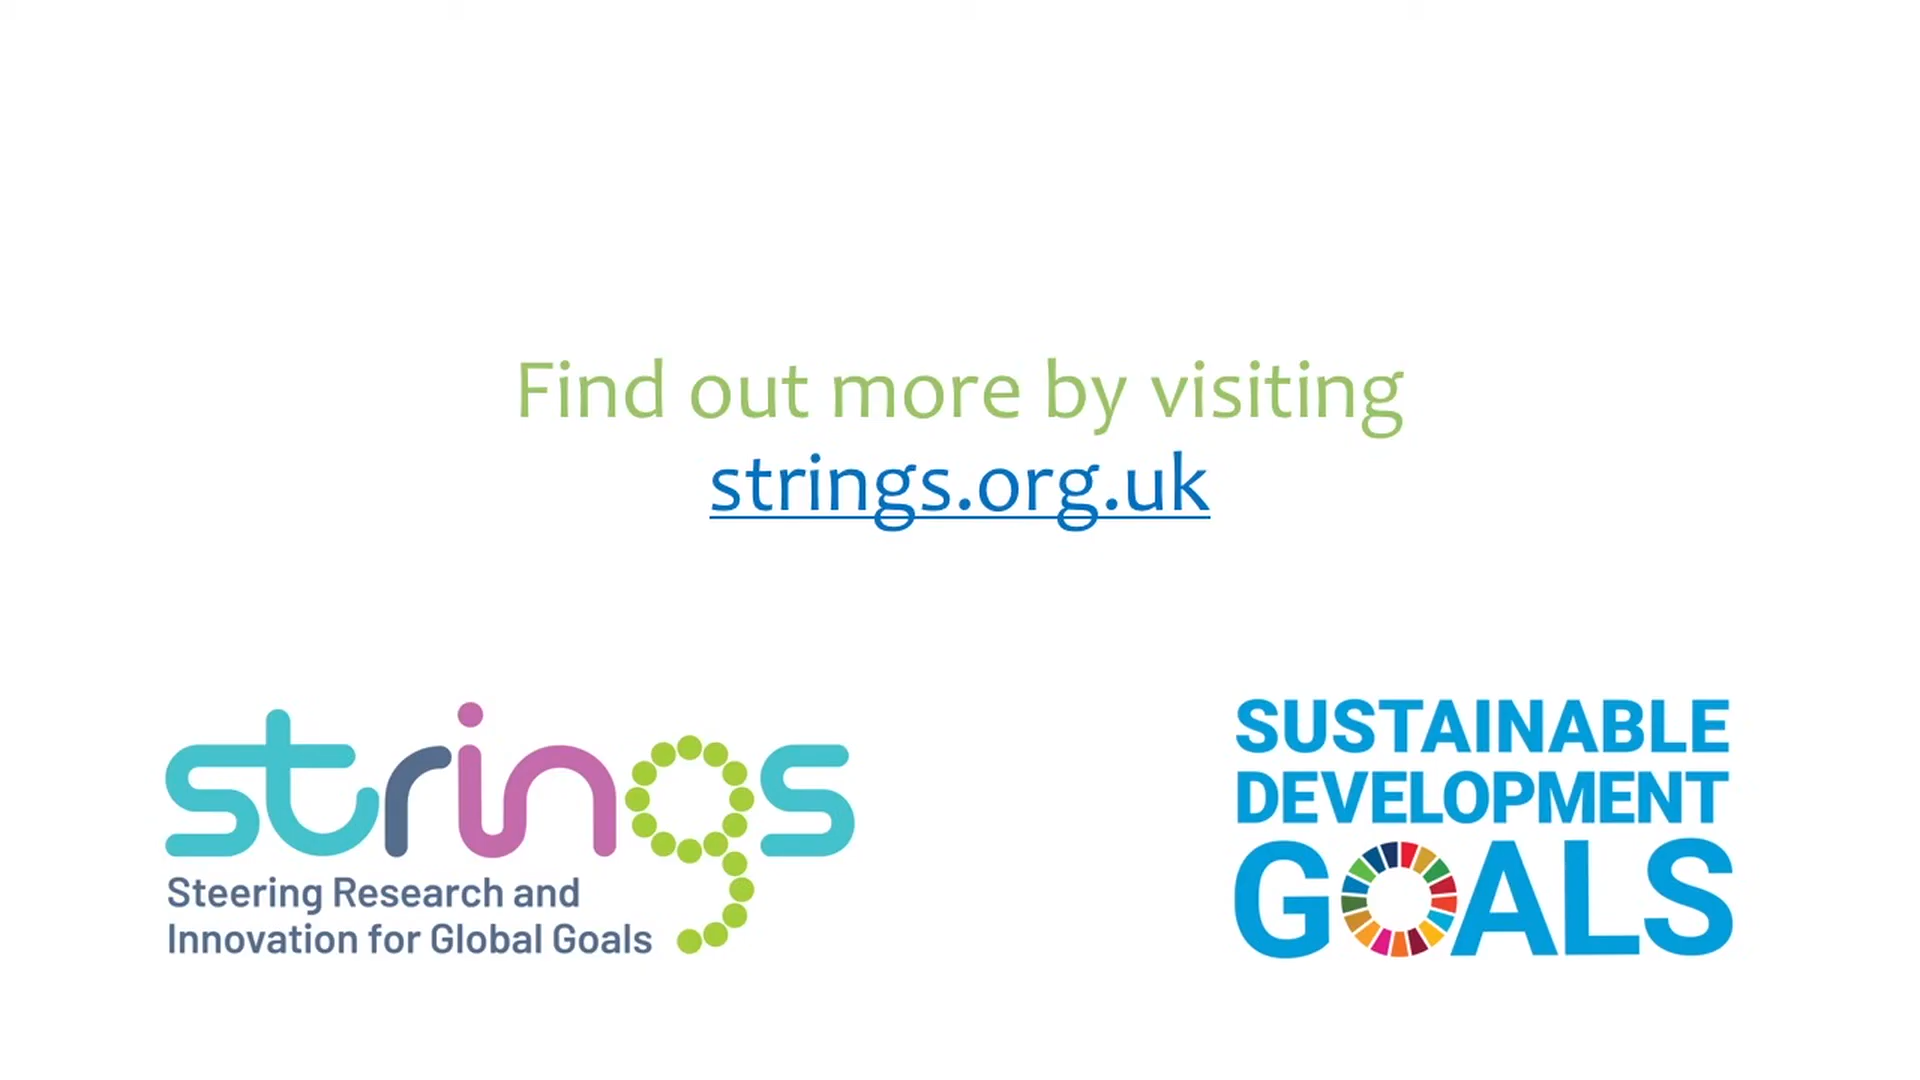 Find out more by visiting
strings.org.uk
strings
Steering Research and
Innovation for Global Goals
SUSTAINABLE
DEVELOPMENT
GOALS